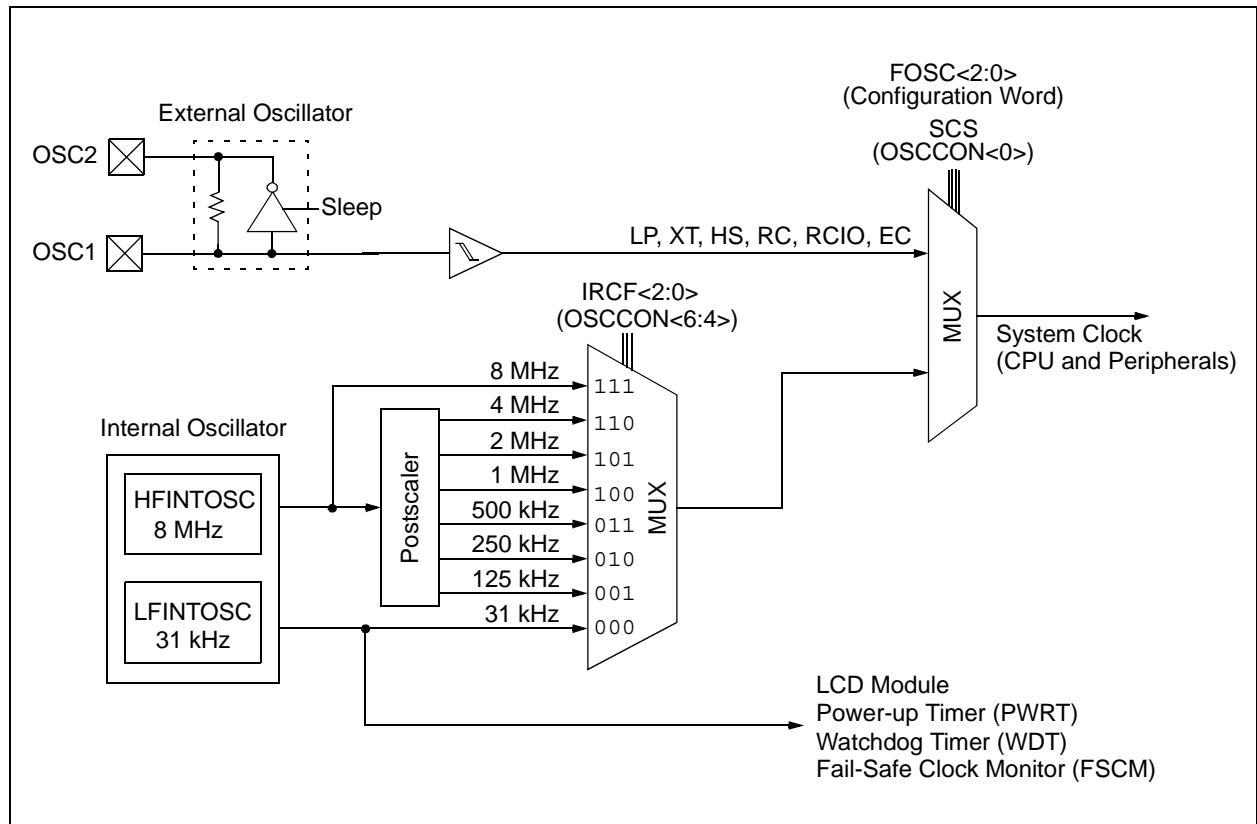 FOSC<2:0>
(Configuration Word)
SCS
(OSCCON<0>)
External Oscillator
OSC2
Sleep
OSC1
LP, XT, HS, RC, RCIO, EC
IRCF<2:0>
(OSCCON<6:4>)
MUX
System Clock
(CPU and Peripherals)
8 MHz
111
4 MHz
110
Internal Oscillator
2 MHz
101
1 MHz
100
HFINTOSC
8 MHz
Postscaler
MUX
500 kHz
011
250 kHz
010
125 kHz
001
LFINTOSC
31 kHz
31 kHz
000
LCD Module
Power-up Timer (PWRT)
Watchdog Timer (WDT)
Fail-Safe Clock Monitor (FSCM)